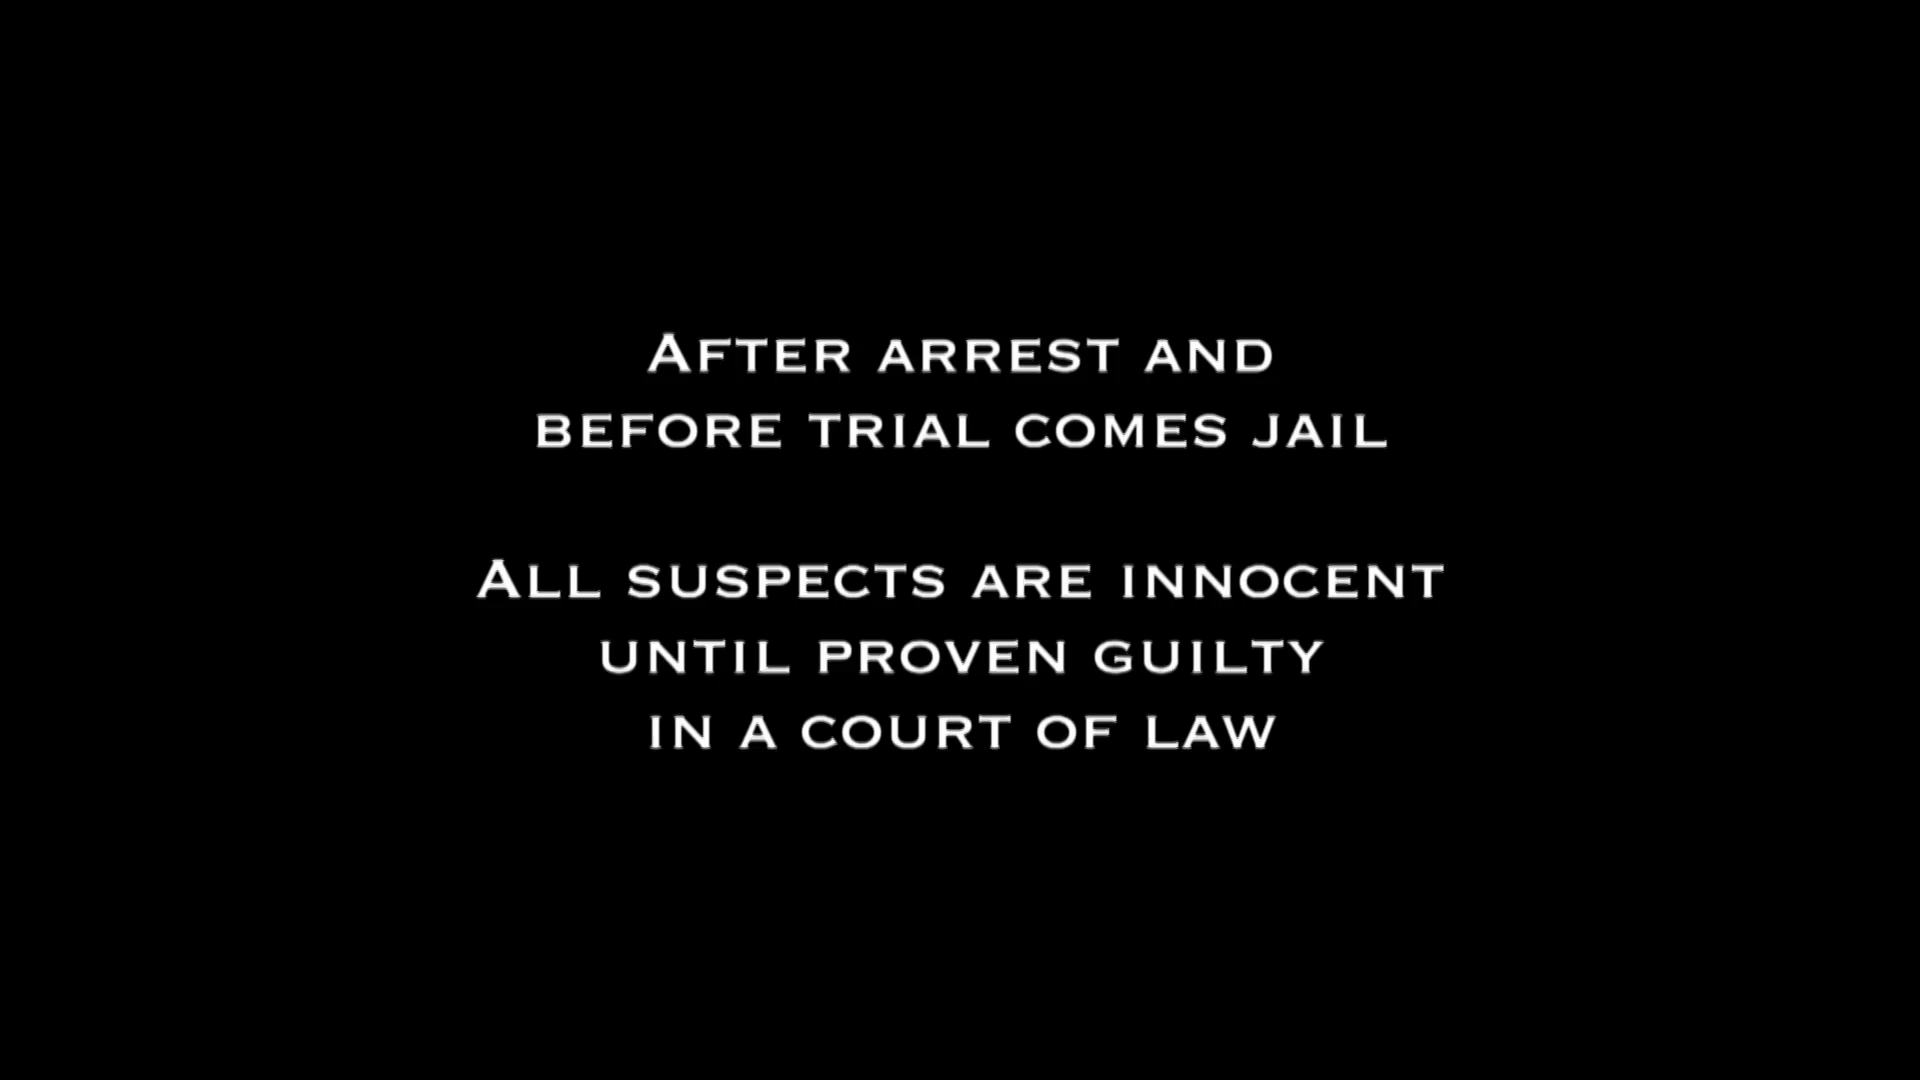 After arrest and
before trial comes jail
All suspects are innocent
until proven guilty
in a court of law